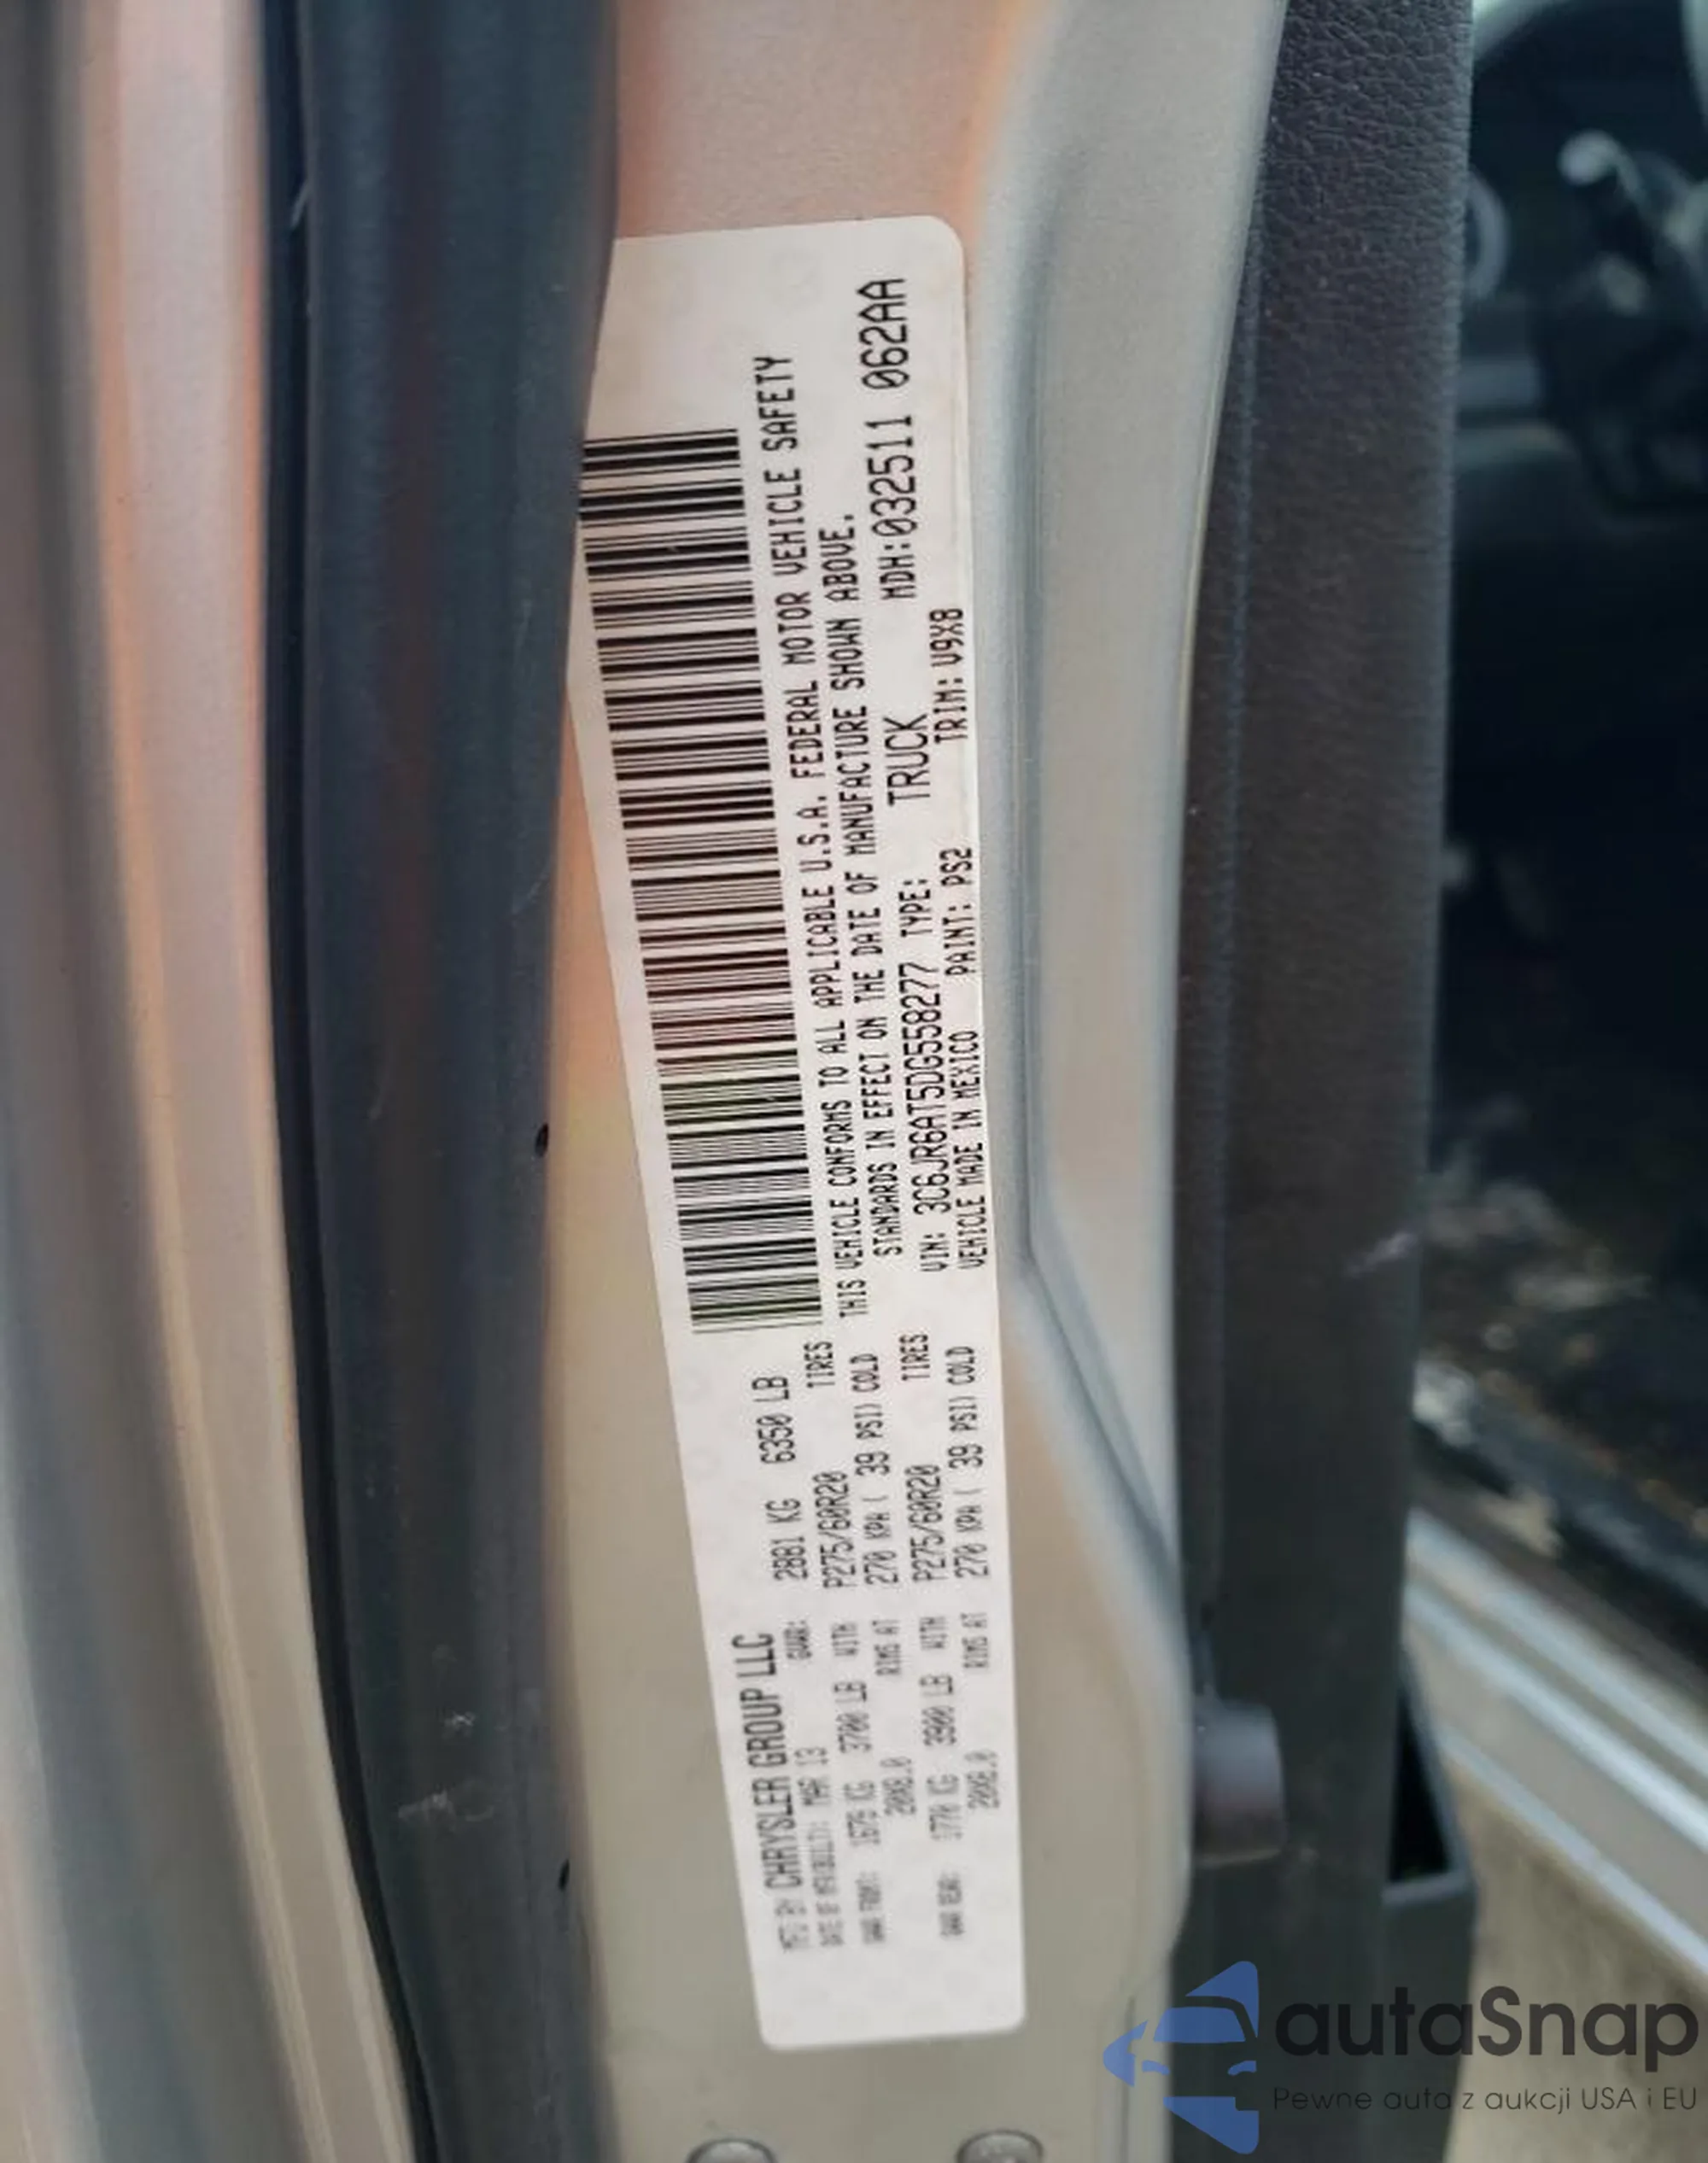 MFD BY CHRYSLER GROUP LLC
DATE OF MFR(BUILT): MAR 13 GVWR: 2881 KG 6350 LB
GAWR FRONT: 1675 KG 3700 LB WITH P275/60R20 TIRES
20X8.0 RIMS AT 270 KPA ( 39 PSI) COLD
GAWR REAR: 1770 KG 3900 LB WITH P275/60R20 TIRES
20X8.0 RIMS AT 270 KPA ( 39 PSI) COLD
THIS VEHICLE CONFORMS TO ALL APPLICABLE U.S.A. FEDERAL MOTOR VEHICLE SAFETY
STANDARDS IN EFFECT ON THE DATE OF MANUFACTURE SHOWN ABOVE.
VIN: 3C6JR6AT5DG558277 TYPE: TRUCK MDH:032511 062AA
VEHICLE MADE IN MEXICO PAINT: PS2 TRIM: V9X8
autaSnap
Pewne auta z aukcji USA i EU